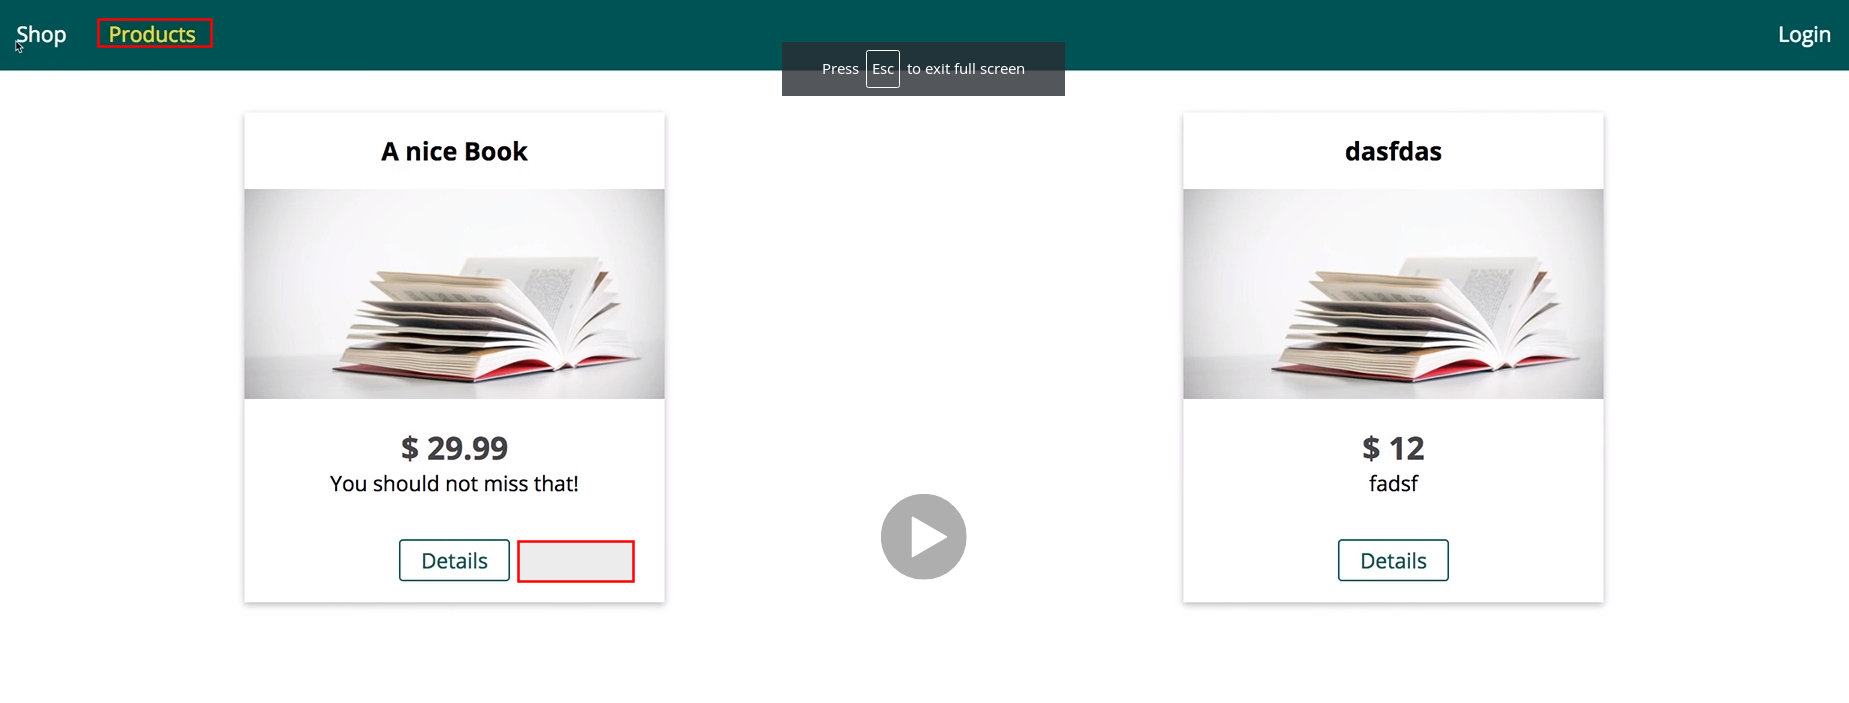 Shop Products Login
Press Esc to exit full screen
A nice Book
$ 29.99
You should not miss that!
Details
dasfdas
$ 12
fadsf
Details